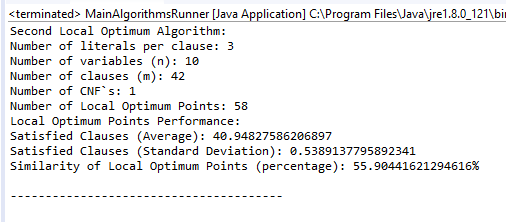 <terminated> MainAlgorithmsRunner [Java Application] C:\Program Files\Java\jre1.8.0_121\bin
Second Local Optimum Algorithm:
Number of literals per clause: 3
Number of variables (n): 10
Number of clauses (m): 42
Number of CNF`s: 1
Number of Local Optimum Points: 58
Local Optimum Points Performance:
Satisfied Clauses (Average): 40.94827586206897
Satisfied Clauses (Standard Deviation): 0.5389137795892341
Similarity of Local Optimum Points (percentage): 55.90441621294616%
---------------------------------------